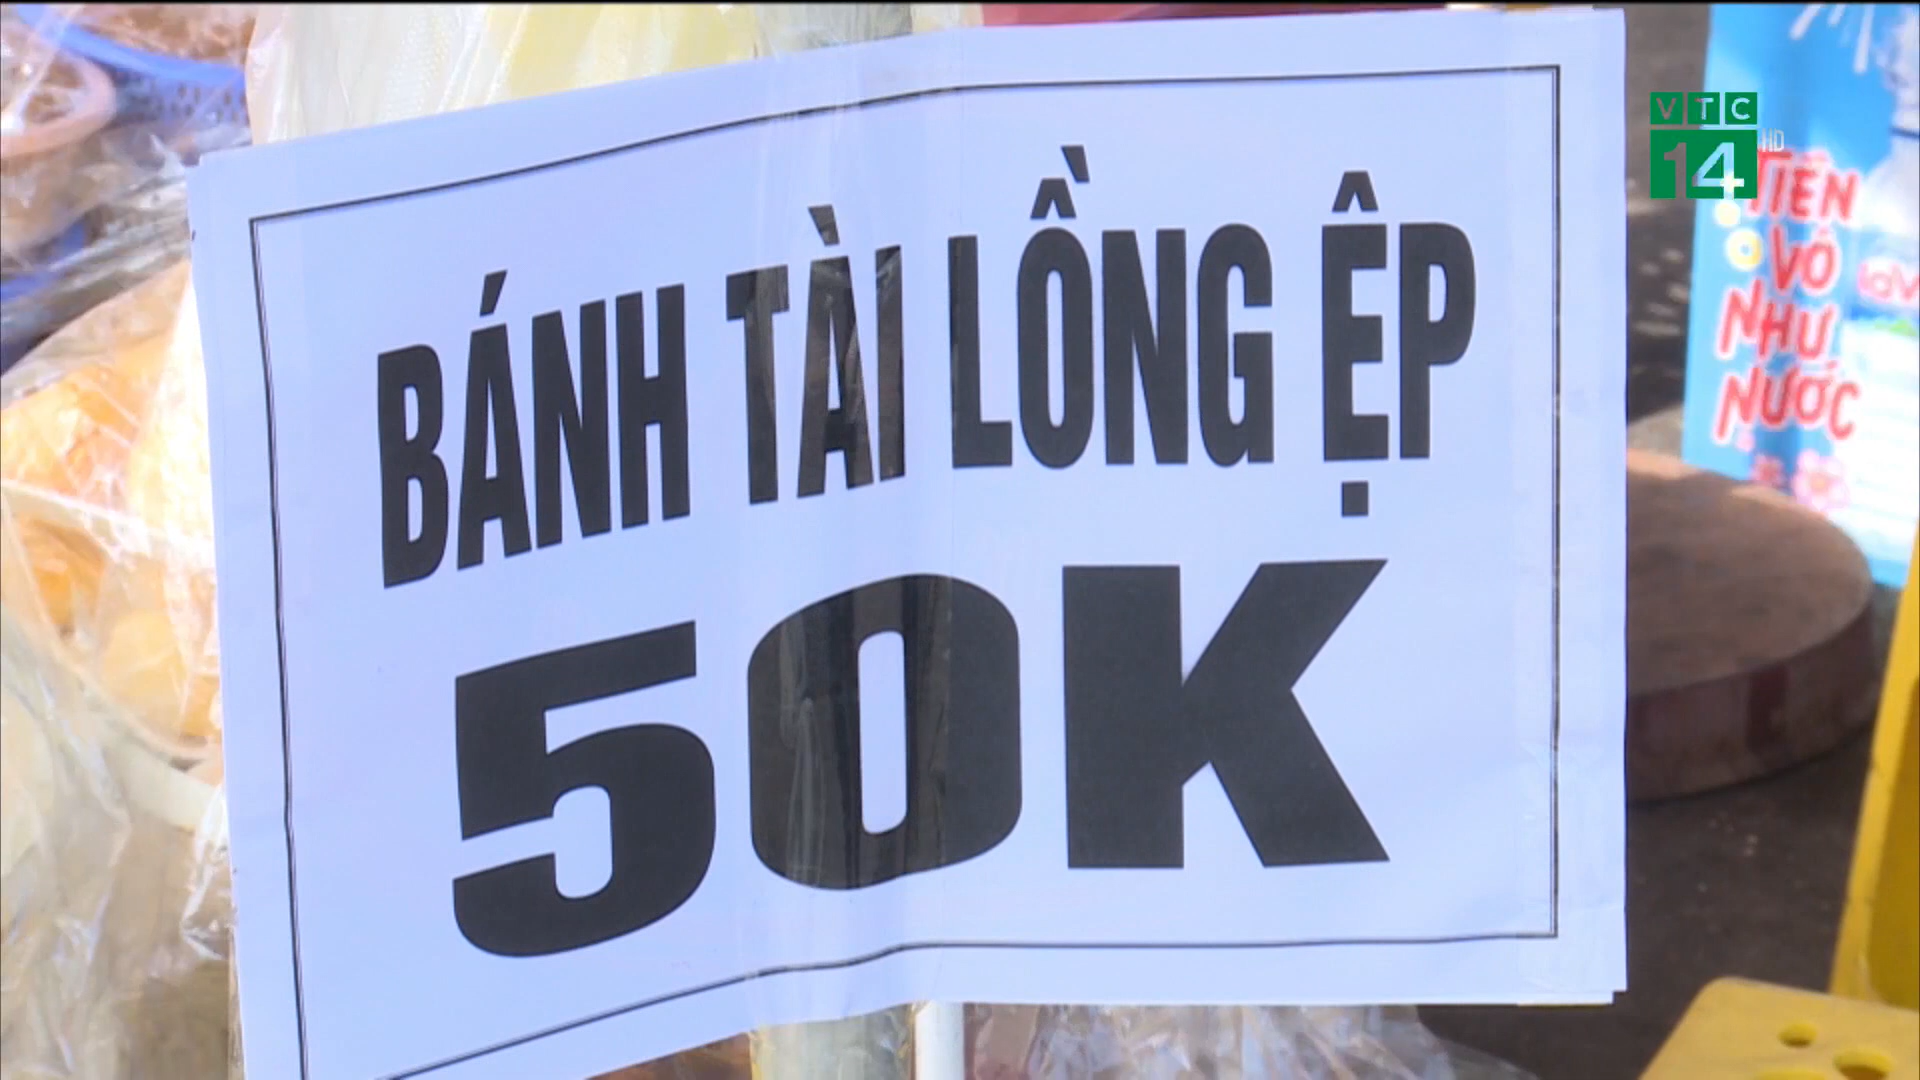 BÁNH TÀI LỒNG ỆP
50K
VTC
14 HD
TIỀN
VÔ
NHƯ
NƯỚC